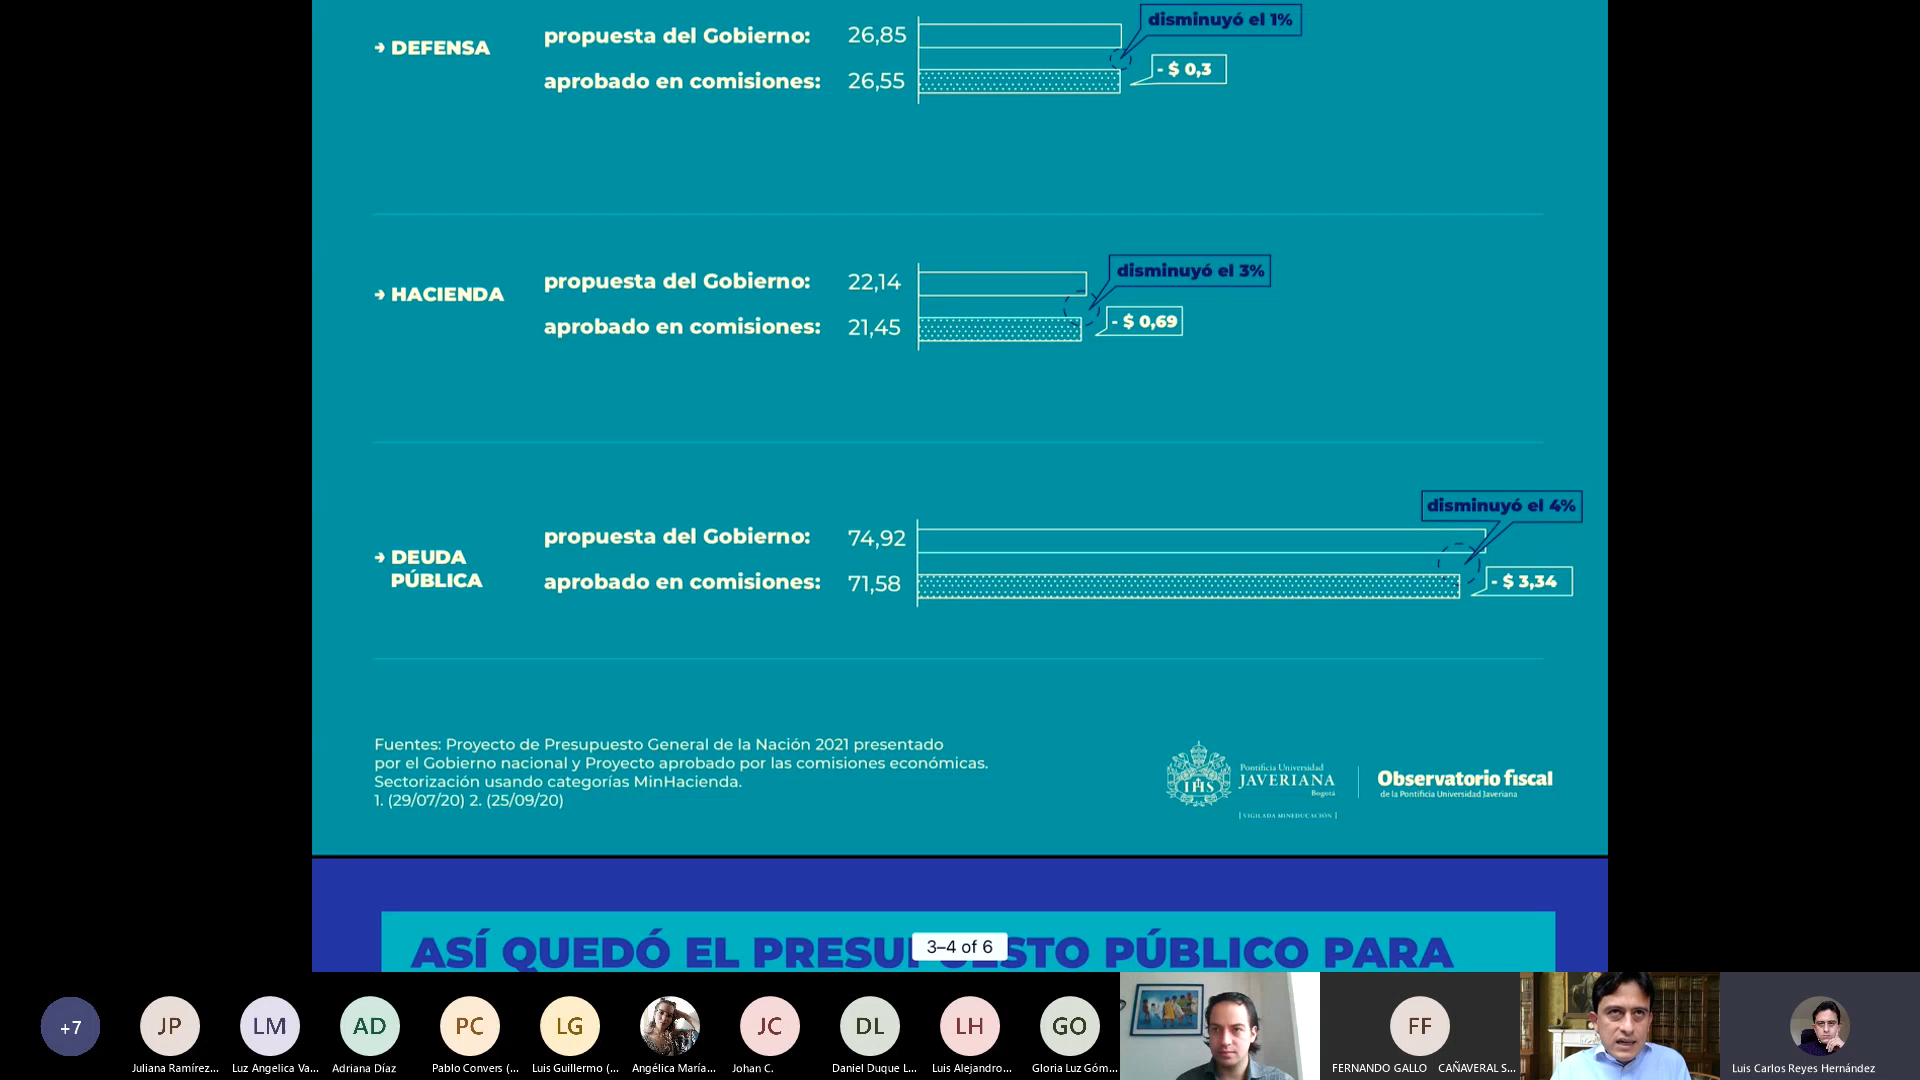 disminuyó el 1%
→ DEFENSA
propuesta del Gobierno: 26,85
aprobado en comisiones: 26,55
- $ 0,3
→ HACIENDA
propuesta del Gobierno: 22,14
aprobado en comisiones: 21,45
disminuyó el 3%
- $ 0,69
→ DEUDA
PÚBLICA
propuesta del Gobierno: 74,92
aprobado en comisiones: 71,58
disminuyó el 4%
- $ 3,34
Fuentes: Proyecto de Presupuesto General de la Nación 2021 presentado
por el Gobierno nacional y Proyecto aprobado por las comisiones económicas.
Sectorización usando categorías MinHacienda.
1. (29/07/20) 2. (25/09/20)
IHS
Pontificia Universidad
JAVERIANA
Bogotá
| VIGILADA MINEDUCACIÓN |
Observatorio fiscal
de la Pontificia Universidad Javeriana
ASÍ QUEDÓ EL PRESUPUESTO PÚBLICO PARA
3–4 of 6
+7
JP
LM
AD
PC
LG
JC
DL
LH
GO
FF
Juliana Ramírez...
Luz Angelica Va...
Adriana Díaz
Pablo Convers (...
Luis Guillermo (...
Angélica María...
Johan C.
Daniel Duque L...
Luis Alejandro...
Gloria Luz Góm...
FERNANDO GALLO CAÑAVERAL S...
Luis Carlos Reyes Hernández